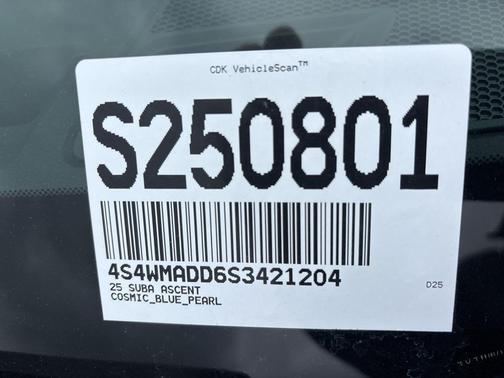 CDK VehicleScan™
S250801
4S4WMADD6S3421204
25 SUBA ASCENT
COSMIC_BLUE_PEARL
D25